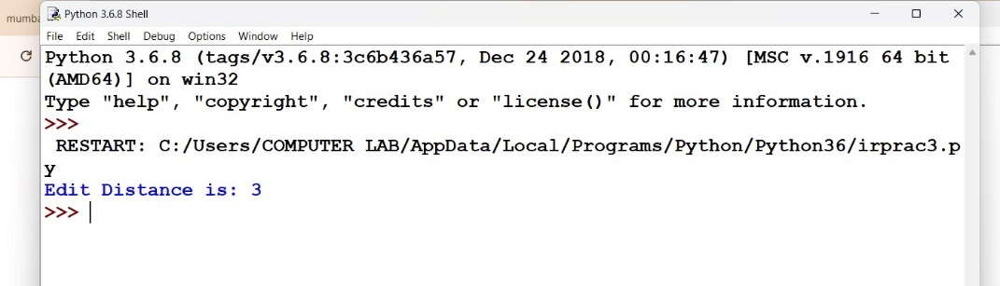 mumba
Python 3.6.8 Shell
File Edit Shell Debug Options Window Help
Python 3.6.8 (tags/v3.6.8:3c6b436a57, Dec 24 2018, 00:16:47) [MSC v.1916 64 bit
(AMD64)] on win32
Type "help", "copyright", "credits" or "license()" for more information.
>>>
RESTART: C:/Users/COMPUTER LAB/AppData/Local/Programs/Python/Python36/irprac3.p
y
Edit Distance is: 3
>>>